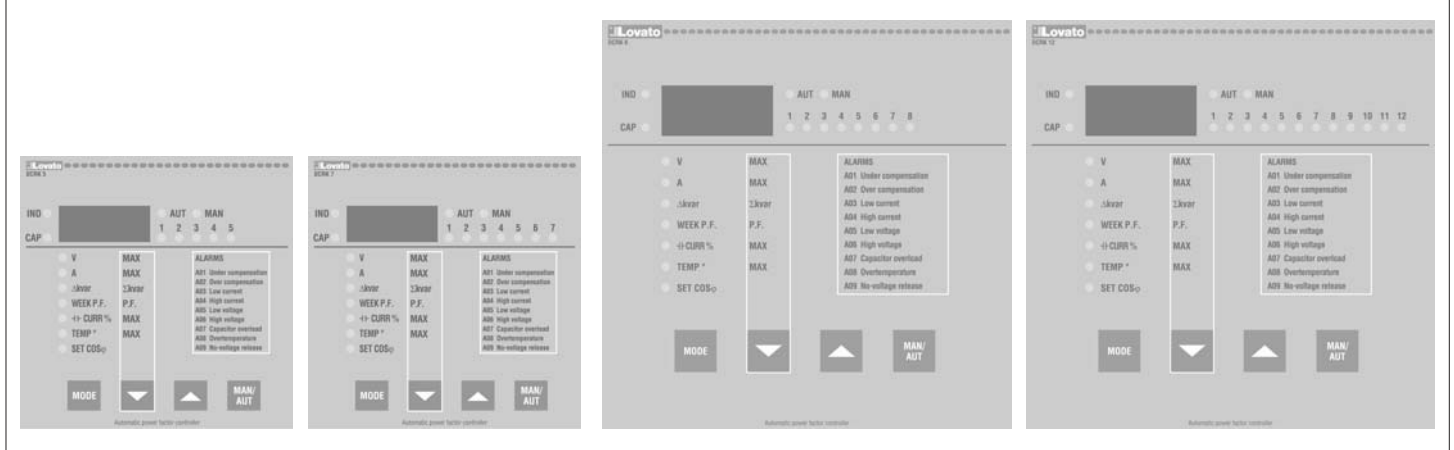 Lovato
DCRK 5
IND
AUT MAN
1 2 3 4 5
CAP
V MAX
A MAX
Δkvar Σkvar
WEEK P.F. P.F.
CURR % MAX
TEMP ° MAX
SET COSφ
ALARMS
A01 Under compensation
A02 Over compensation
A03 Low current
A04 High current
A05 Low voltage
A06 High voltage
A07 Capacitor overload
A08 Overtemperature
A09 No-voltage release
MODE
MAN/
AUT
Automatic power factor controller
Lovato
DCRK 7
IND
AUT MAN
1 2 3 4 5 6 7
CAP
V MAX
A MAX
Δkvar Σkvar
WEEK P.F. P.F.
CURR % MAX
TEMP ° MAX
SET COSφ
ALARMS
A01 Under compensation
A02 Over compensation
A03 Low current
A04 High current
A05 Low voltage
A06 High voltage
A07 Capacitor overload
A08 Overtemperature
A09 No-voltage release
MODE
MAN/
AUT
Automatic power factor controller
Lovato
DCRK 8
IND
AUT MAN
1 2 3 4 5 6 7 8
CAP
V MAX
A MAX
Δkvar Σkvar
WEEK P.F. P.F.
CURR % MAX
TEMP ° MAX
SET COSφ
ALARMS
A01 Under compensation
A02 Over compensation
A03 Low current
A04 High current
A05 Low voltage
A06 High voltage
A07 Capacitor overload
A08 Overtemperature
A09 No-voltage release
MODE
MAN/
AUT
Automatic power factor controller
Lovato
DCRK 12
IND
AUT MAN
1 2 3 4 5 6 7 8 9 10 11 12
CAP
V MAX
A MAX
Δkvar Σkvar
WEEK P.F. P.F.
CURR % MAX
TEMP ° MAX
SET COSφ
ALARMS
A01 Under compensation
A02 Over compensation
A03 Low current
A04 High current
A05 Low voltage
A06 High voltage
A07 Capacitor overload
A08 Overtemperature
A09 No-voltage release
MODE
MAN/
AUT
Automatic power factor controller